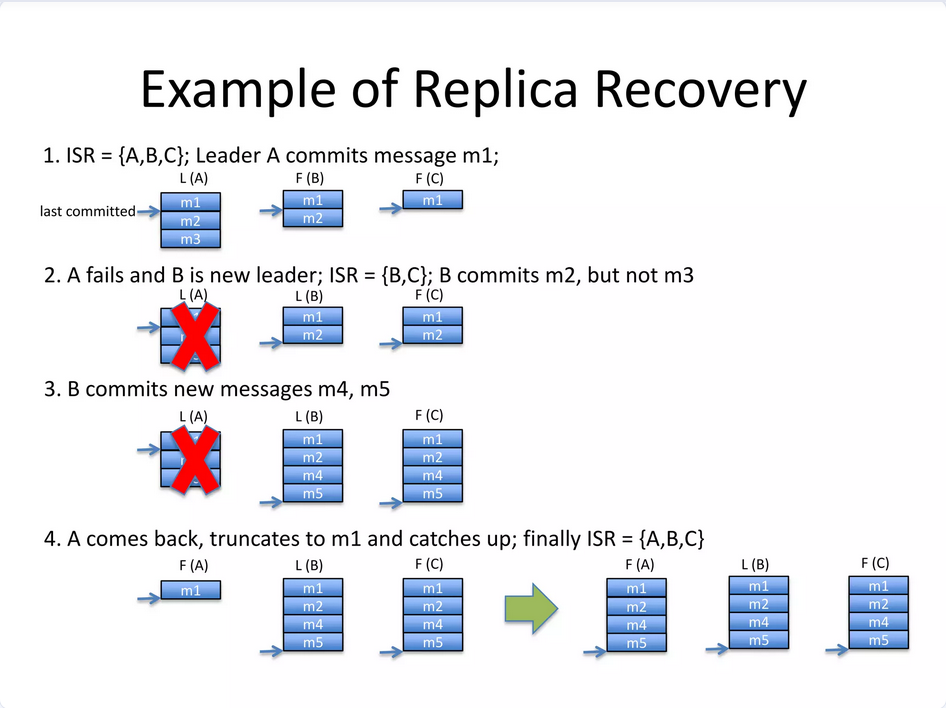 Example of Replica Recovery
1. ISR = {A,B,C}; Leader A commits message m1;
L (A)
F (B)
F (C)
last committed
m1
m2
m3
m1
m2
m1
2. A fails and B is new leader; ISR = {B,C}; B commits m2, but not m3
L (A)
L (B)
F (C)
m1
m2
m1
m2
3. B commits new messages m4, m5
L (A)
L (B)
F (C)
m1
m2
m4
m5
m1
m2
m4
m5
4. A comes back, truncates to m1 and catches up; finally ISR = {A,B,C}
F (A)
L (B)
F (C)
F (A)
L (B)
F (C)
m1
m1
m2
m4
m5
m1
m2
m4
m5
m1
m2
m4
m5
m1
m2
m4
m5
m1
m2
m4
m5